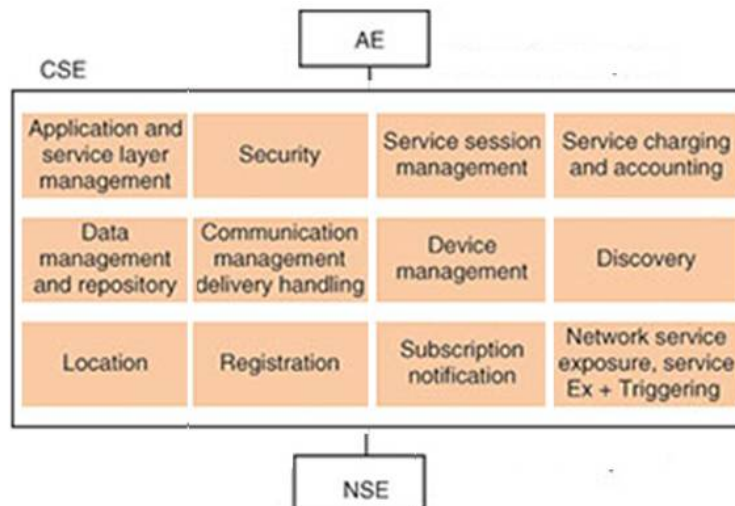 AE
CSE
Application and
service layer
management
Security
Service session
management
Service charging
and accounting
Data
management
and repository
Communication
management
delivery handling
Device
management
Discovery
Location
Registration
Subscription
notification
Network service
exposure, service
Ex + Triggering
NSE